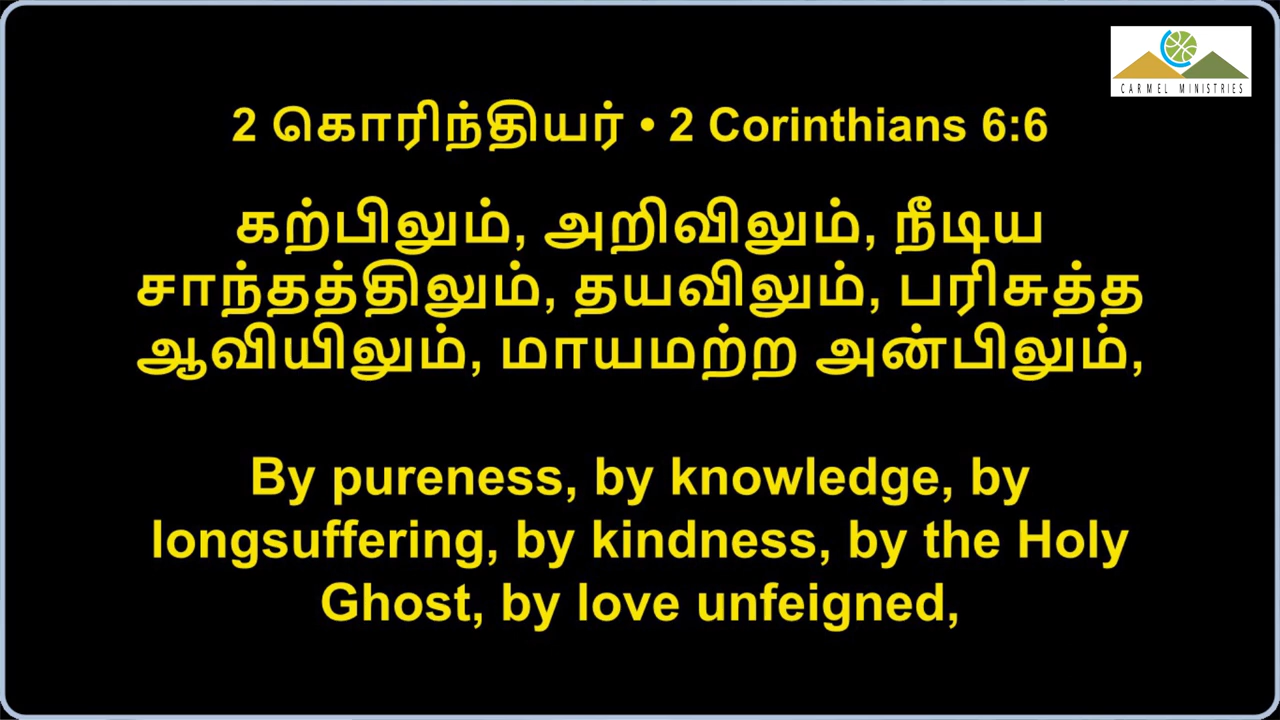 CARMEL MINISTRIES
2 கொரிந்தியர் • 2 Corinthians 6:6
கற்பிலும், அறிவிலும், நீடிய
சாந்தத்திலும், தயவிலும், பரிசுத்த
ஆவியிலும், மாயமற்ற அன்பிலும்,
By pureness, by knowledge, by
longsuffering, by kindness, by the Holy
Ghost, by love unfeigned,